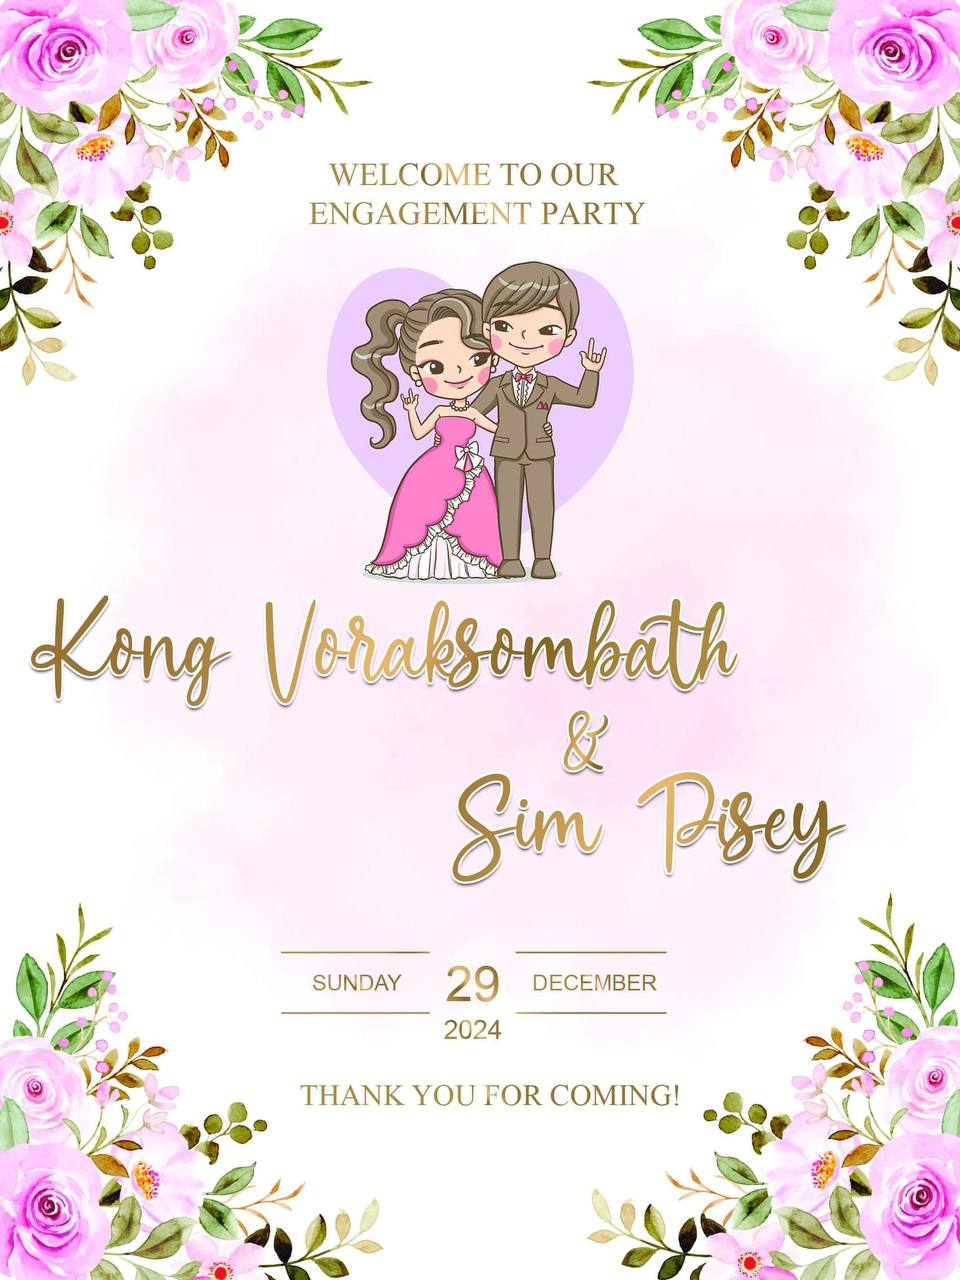 WELCOME TO OUR
ENGAGEMENT PARTY
Kong Voraksombath
&
Sim Pisey
SUNDAY 29 DECEMBER
2024
THANK YOU FOR COMING!